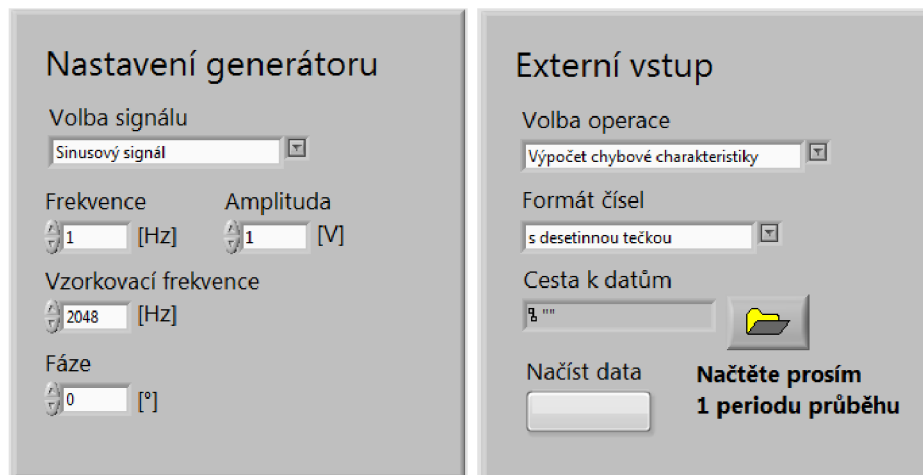 Nastavení generátoru
Volba signálu
Sinusový signál
Frekvence Amplituda
1 [Hz] 1 [V]
Vzorkovací frekvence
2048 [Hz]
Fáze
0 [°]
Externí vstup
Volba operace
Výpočet chybové charakteristiky
Formát čísel
s desetinnou tečkou
Cesta k datům
""
Načíst data
Načtěte prosím
1 periodu průběhu